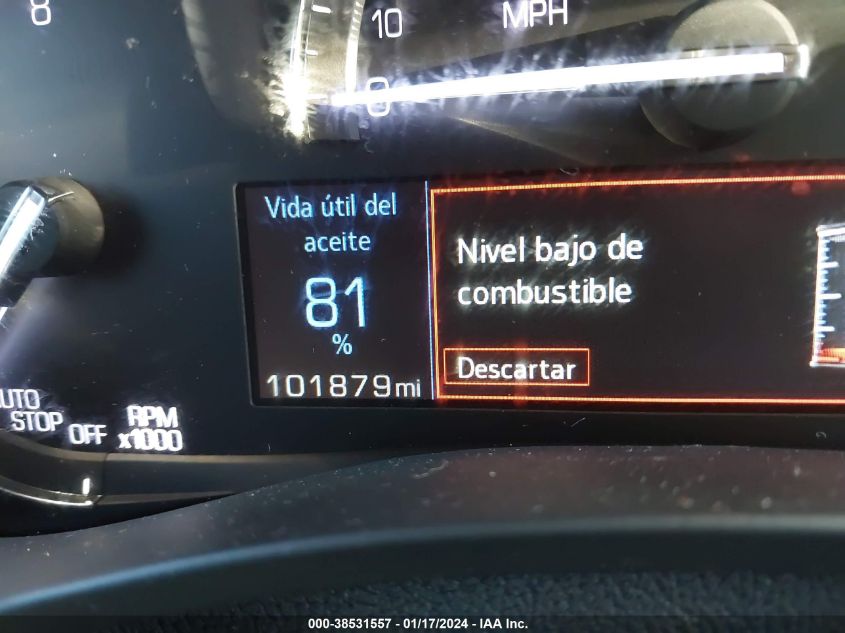 8
10
MPH
0
Vida útil del
aceite
81
%
101879mi
Nivel bajo de
combustible
Descartar
STOP
OFF
RPM
x1000
000-38531557 - 01/17/2024 - IAA Inc.